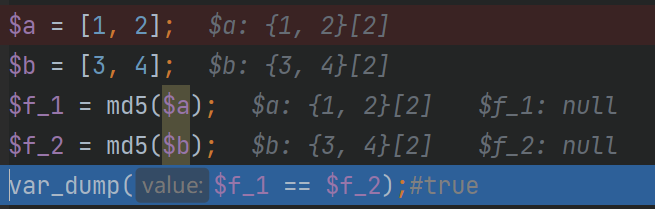 $a = [1, 2];  $a: {1, 2}[2]
$b = [3, 4];  $b: {3, 4}[2]
$f_1 = md5($a);  $a: {1, 2}[2]  $f_1: null
$f_2 = md5($b);  $b: {3, 4}[2]  $f_2: null
var_dump( value: $f_1 == $f_2);#true